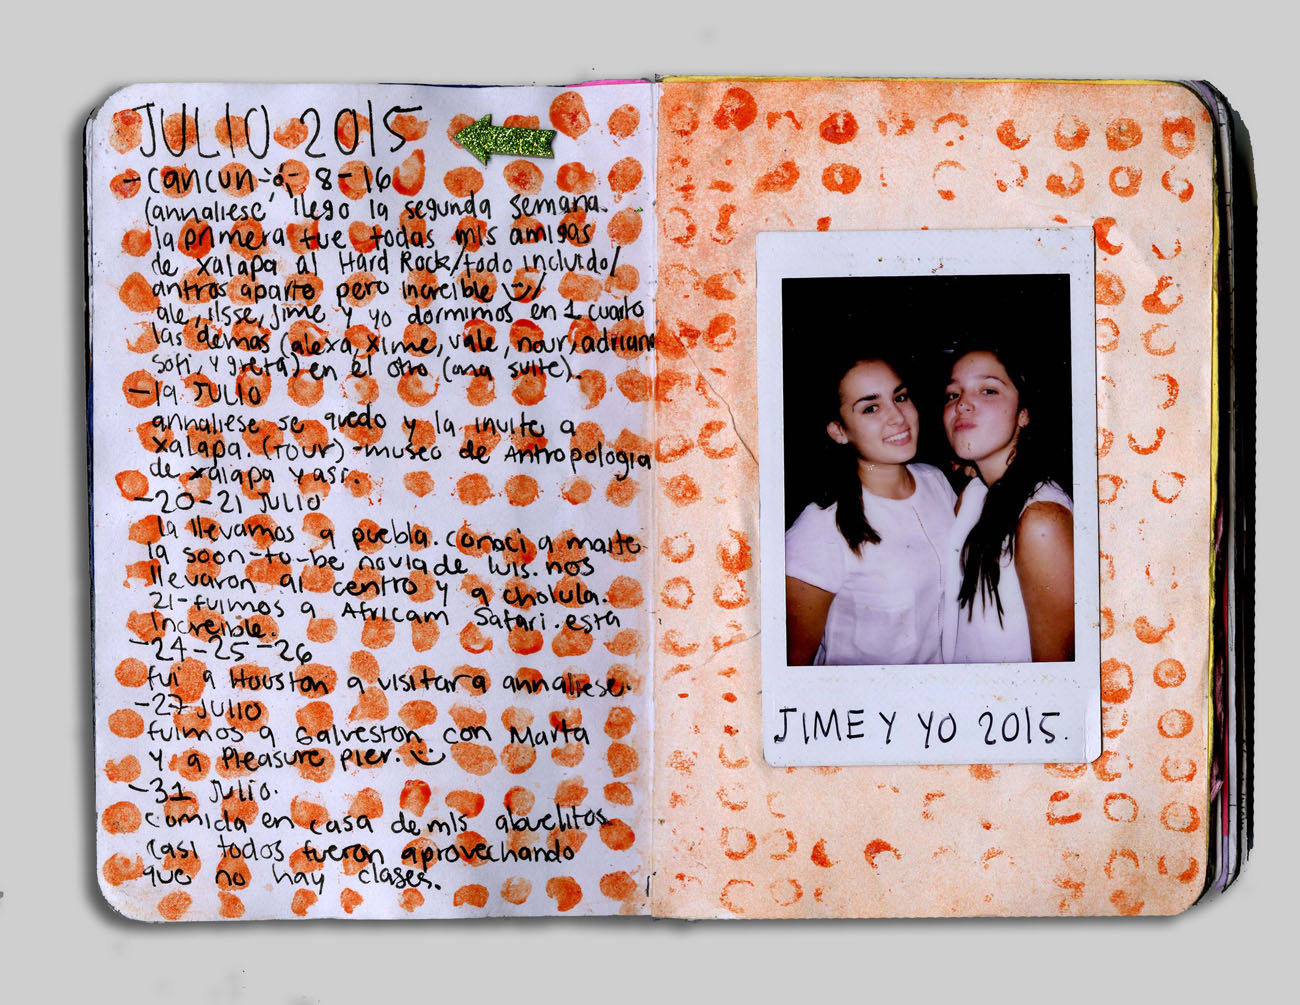 JULIO 2015
- Cancun - 8-16
(annaliese llego la segunda semana.
la primera fue todas mis amigas
de xalapa al Hard Rock/todo incluido/
antros aparte pero increible :)/
ale, ilsse, jime y yo dormimos en 1 cuarto
las demas (alexa, xime, vale, nour, adriana
sofi, y greta) en el otro (una suite).
-19 JULIO
annaliese se quedo y la invite a
xalapa. (Tour) - museo de Antropologia
de xalapa y asi.
-20-21 JULIO
la llevamos a puebla. conoci a maite
la soon-to-be novia de luis. nos
llevaron al centro y a cholula.
21-fuimos a Africam Safari. esta
increible.
-24-25-26
fui a Houston a visitar a annaliese.
-27 JULIO
fuimos a Galveston con Marta
y a Pleasure pier. :)
-31 JULIO.
comida en casa de mis abuelitos.
casi todos fueron aprovechando
que no hay clases.
JIME Y YO 2015.